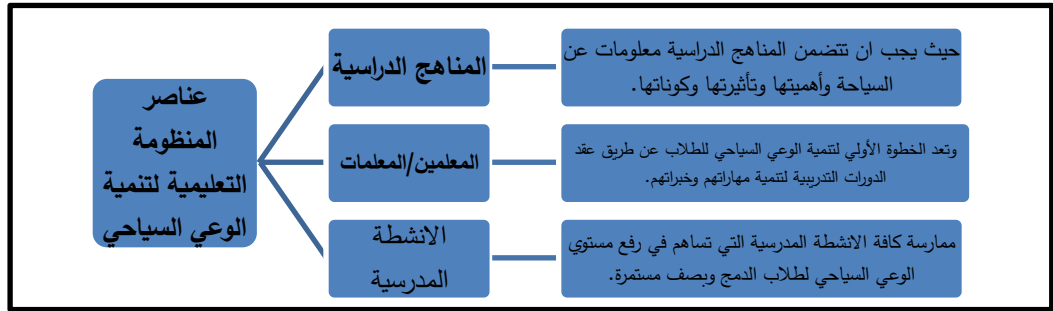 عناصر
المنظومة
التعليمية لتنمية
الوعي السياحي
المناهج الدراسية
حيث يجب ان تتضمن المناهج الدراسية معلومات عن
السياحة وأهميتها وتأثيرتها وكوناتها.
المعلمين/المعلمات
وتعد الخطوة الأولي لتنمية الوعي السياحي للطلاب عن طريق عقد
الدورات التدريبية لتنمية مهاراتهم وخبراتهم.
الانشطة
المدرسية
ممارسة كافة الانشطة المدرسية التي تساهم في رفع مستوي
الوعي السياحي لطلاب الدمج وبصف مستمرة.